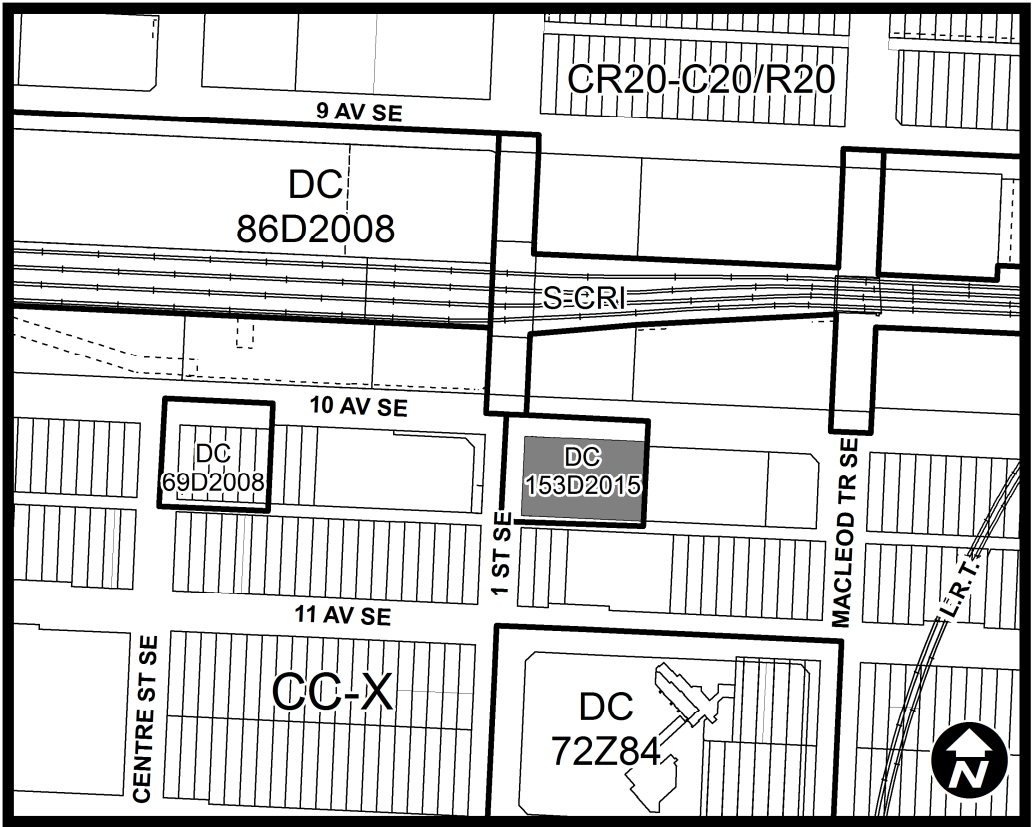 CR20-C20/R20
9 AV SE
DC
86D2008
S-CRI
10 AV SE
DC
69D2008
DC
153D2015
1 ST SE
MACLEOD TR SE
L.R.T.
11 AV SE
CENTRE ST SE
CC-X
DC
72Z84
N